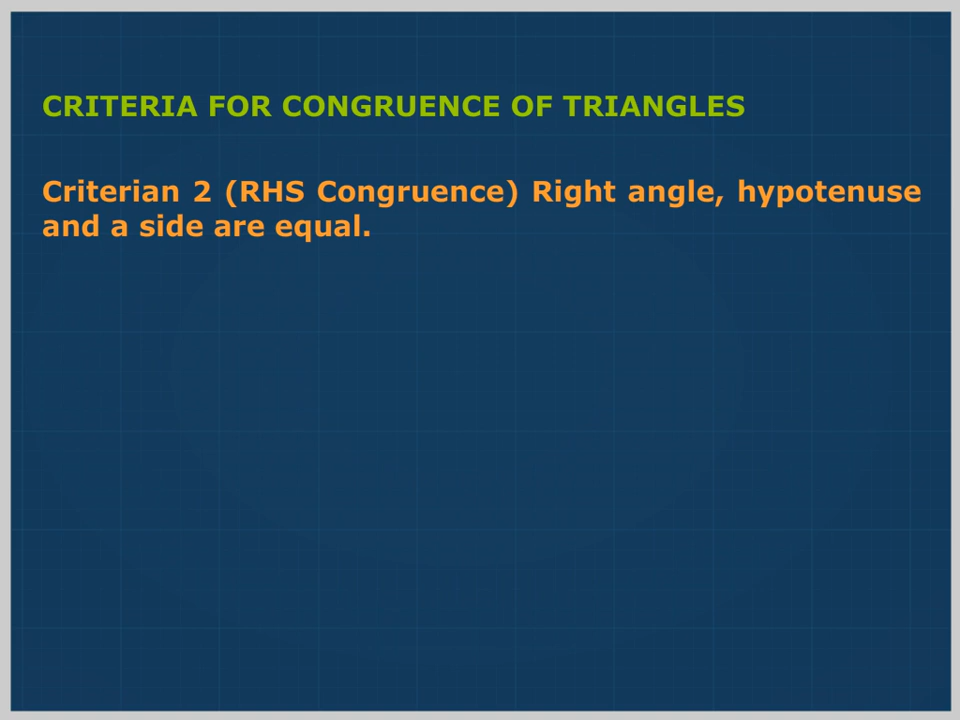 CRITERIA FOR CONGRUENCE OF TRIANGLES
Criterian 2 (RHS Congruence) Right angle, hypotenuse
and a side are equal.